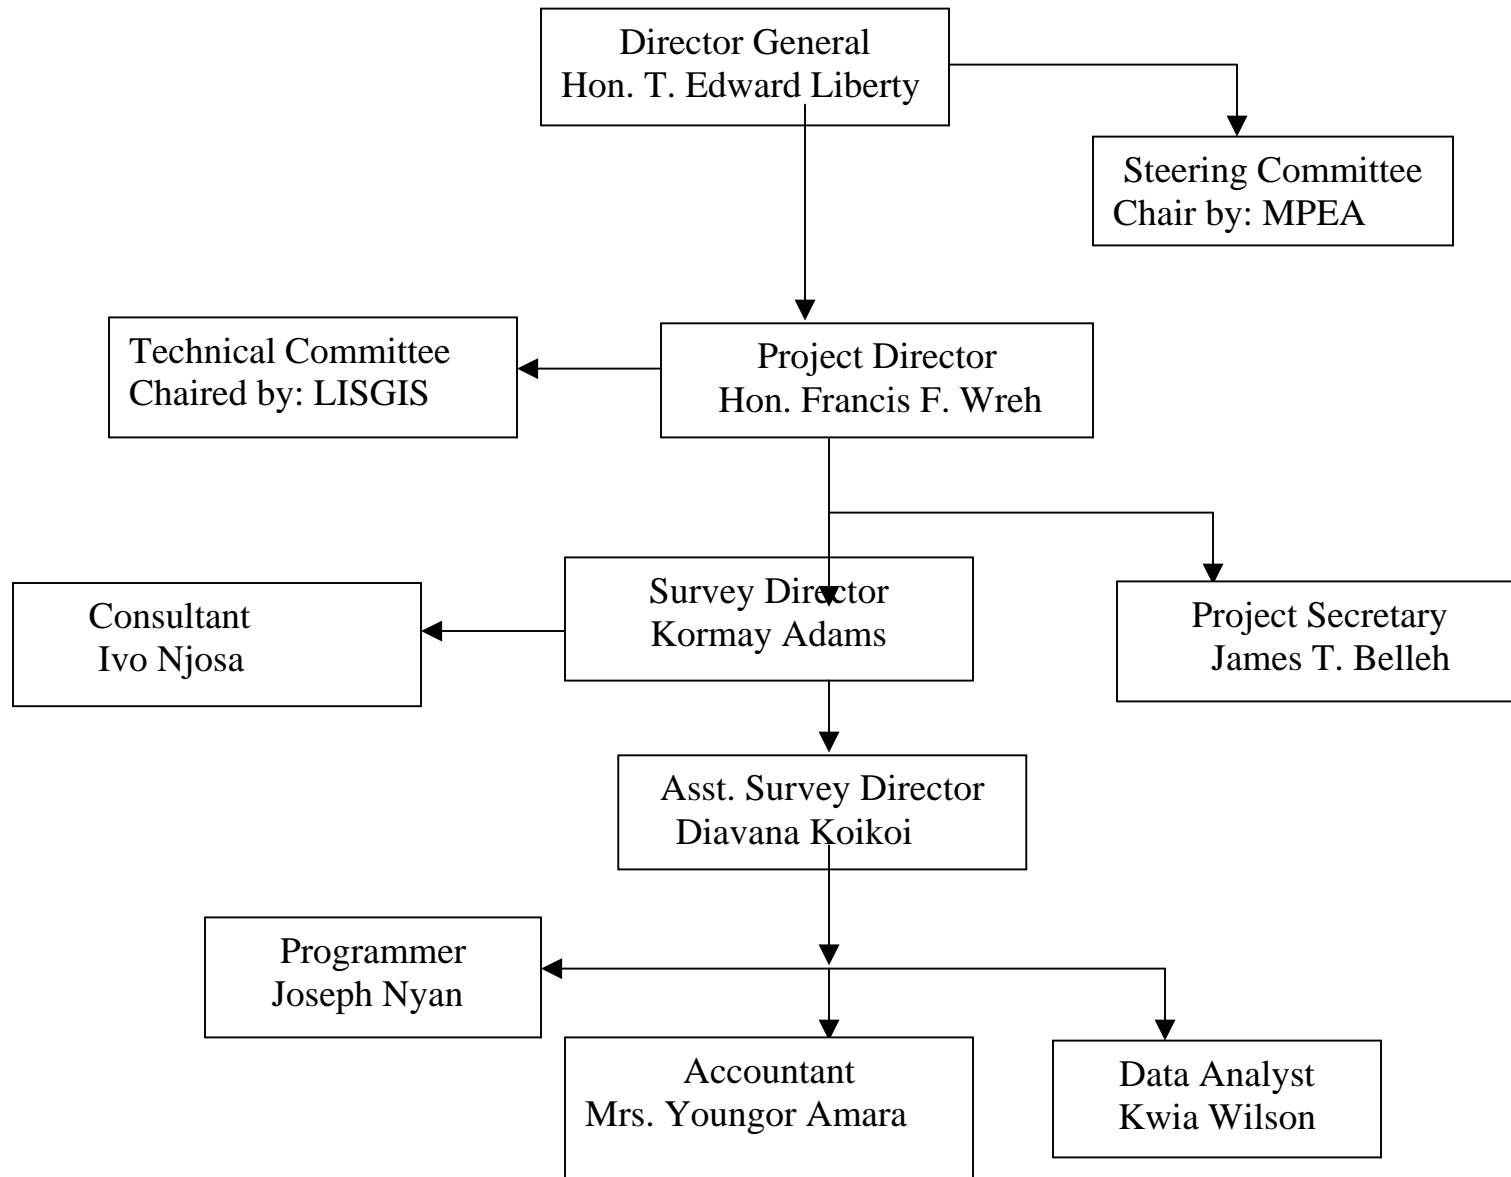 Director General
Hon. T. Edward Liberty
Steering Committee
Chair by: MPEA
Technical Committee
Chaired by: LISGIS
Project Director
Hon. Francis F. Wreh
Consultant
Ivo Njosa
Survey Director
Kormay Adams
Project Secretary
James T. Belleh
Asst. Survey Director
Diavana Koikoi
Programmer
Joseph Nyan
Accountant
Mrs. Youngor Amara
Data Analyst
Kwia Wilson